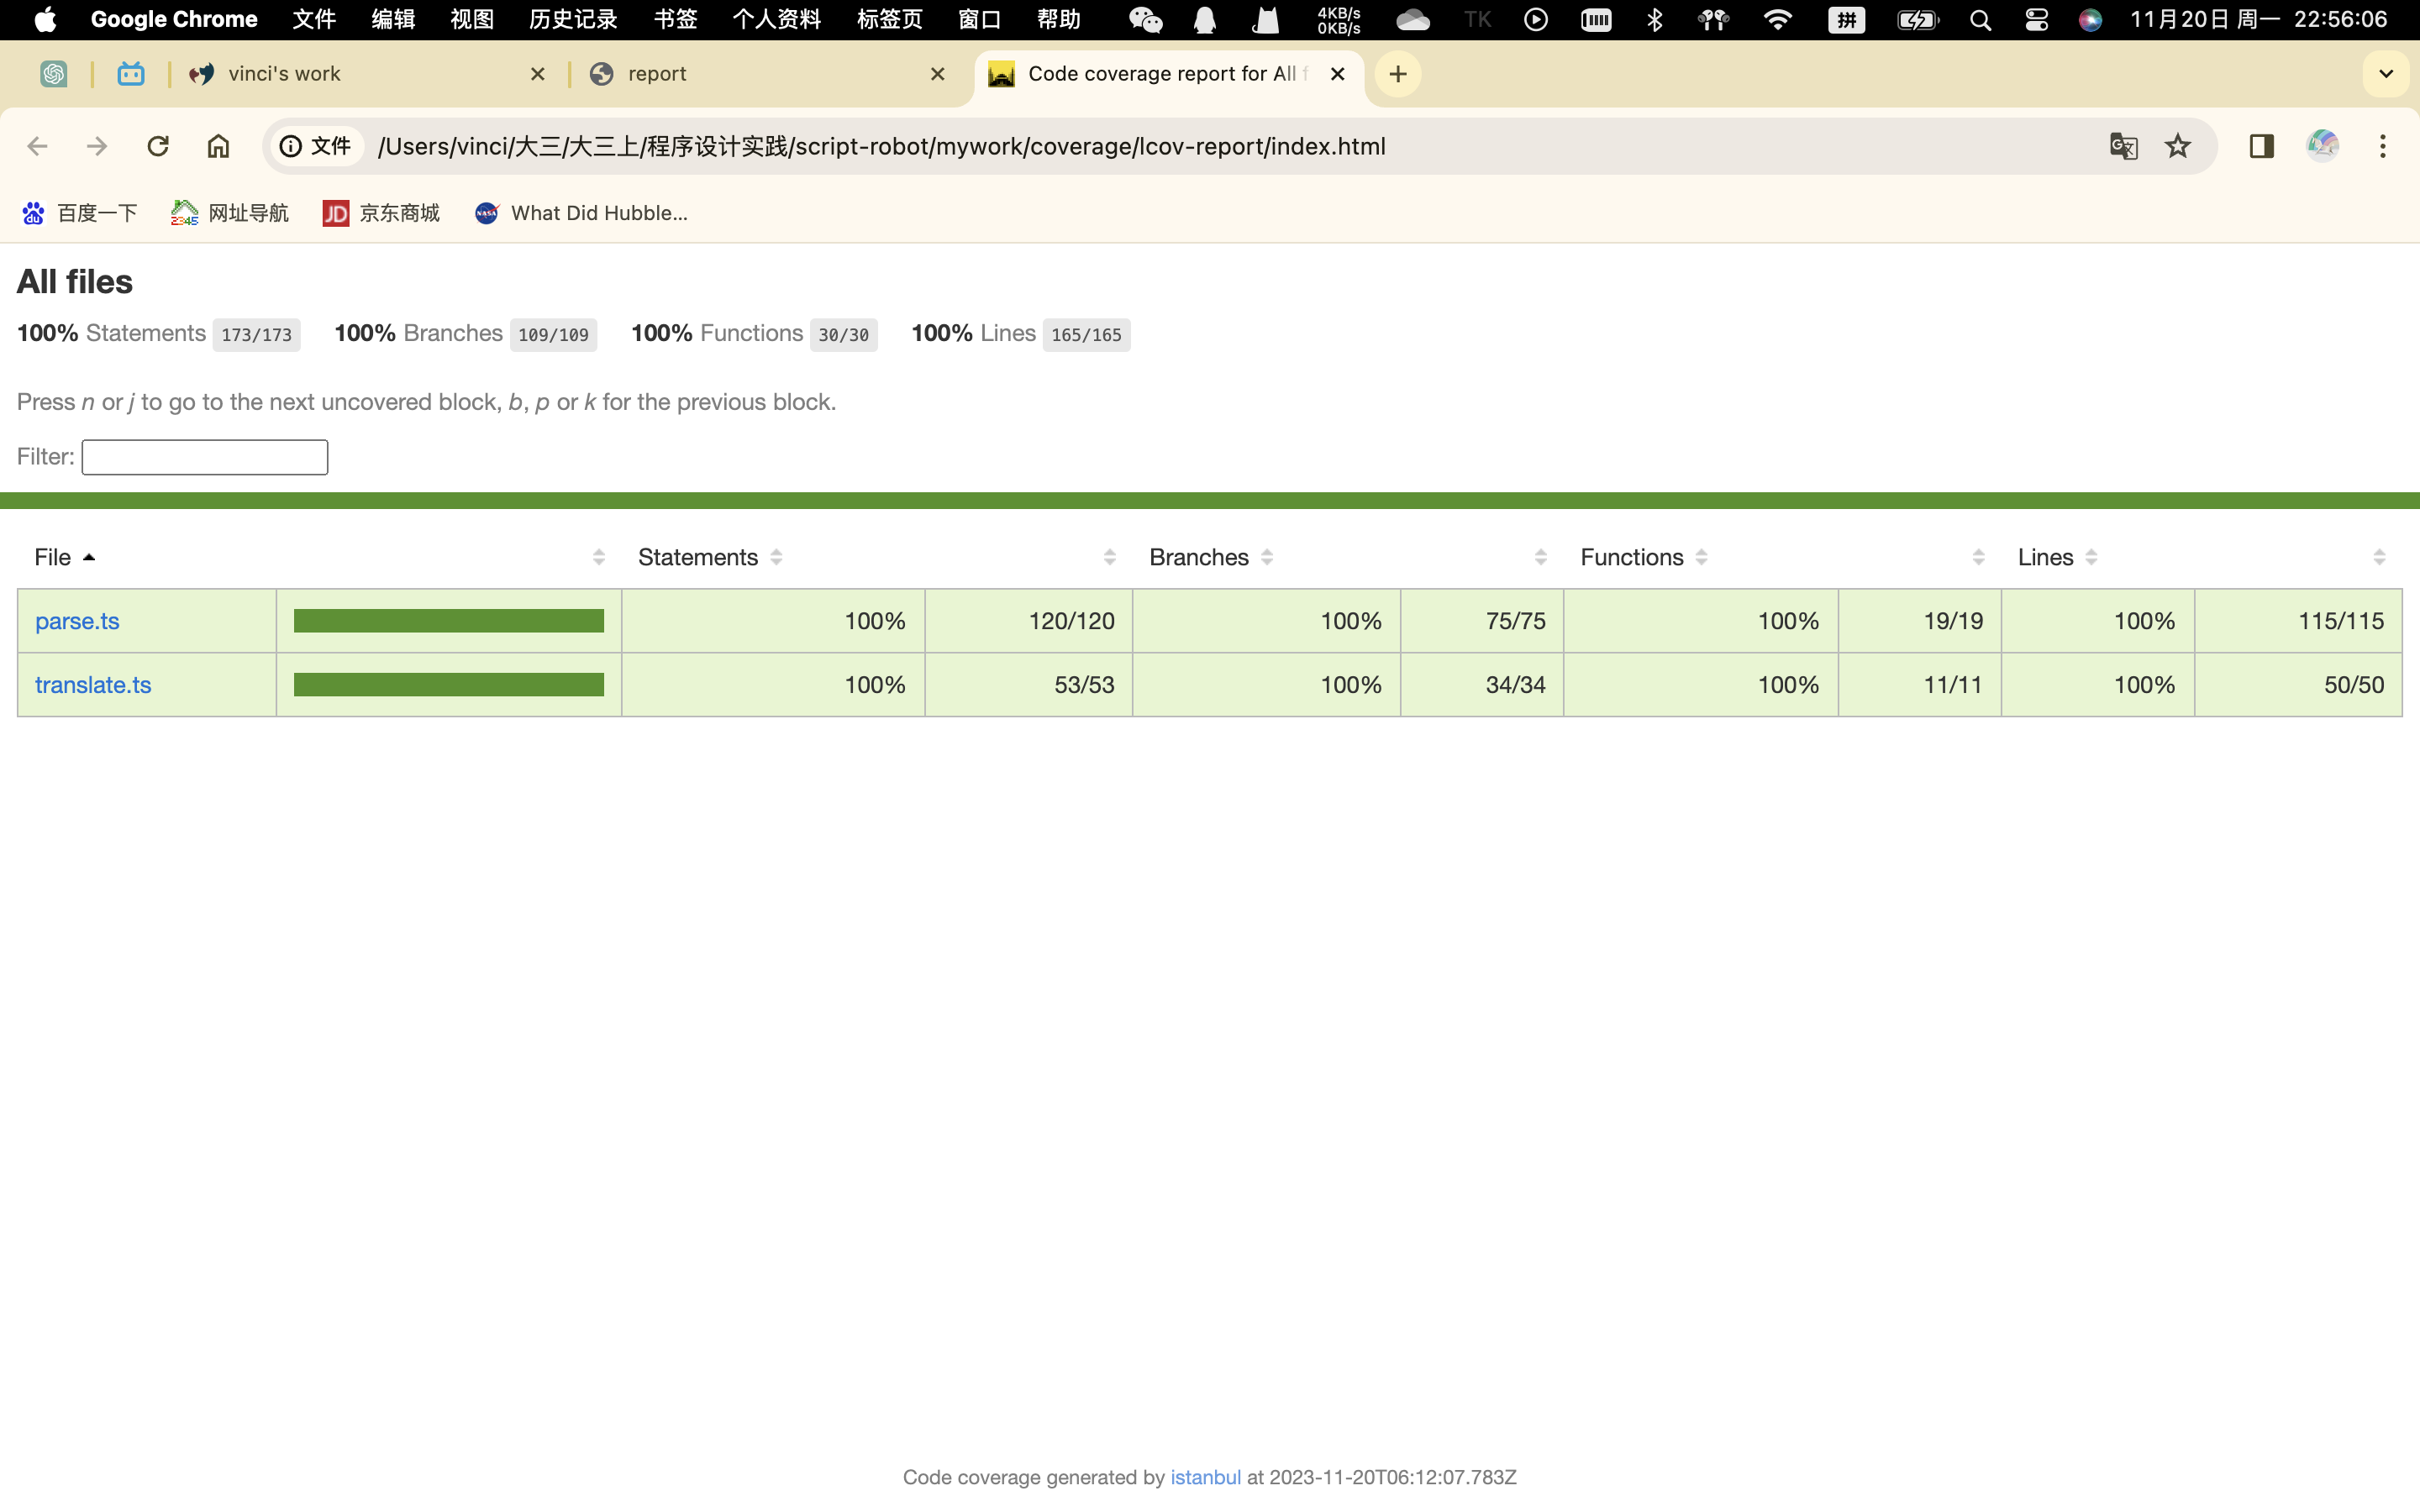 Google Chrome 文件 编辑 视图 历史记录 书签 个人资料 标签页 窗口 帮助 4KB/s 0KB/s TK 拼 11月20日 周一 22:56:06
vinci's work report Code coverage report for All f
文件 /Users/vinci/大三/大三上/程序设计实践/script-robot/mywork/coverage/lcov-report/index.html
du 百度一下 2345 网址导航 JD 京东商城 NASA What Did Hubble...
All files
100% Statements 173/173 100% Branches 109/109 100% Functions 30/30 100% Lines 165/165
Press n or j to go to the next uncovered block, b, p or k for the previous block.
Filter:
File Statements Branches Functions Lines
parse.ts 100% 120/120 100% 75/75 100% 19/19 100% 115/115
translate.ts 100% 53/53 100% 34/34 100% 11/11 100% 50/50
Code coverage generated by istanbul at 2023-11-20T06:12:07.783Z